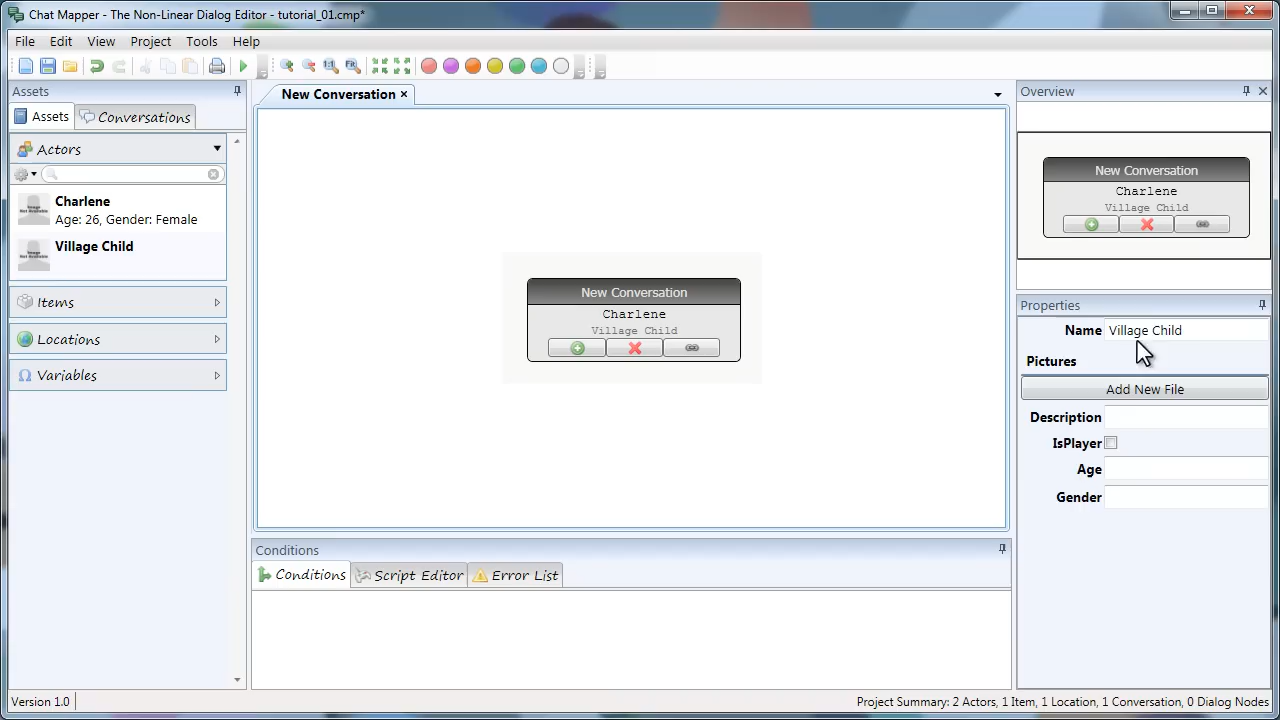 Chat Mapper - The Non-Linear Dialog Editor - tutorial_01.cmp*
File Edit View Project Tools Help
1:1 FIt
Assets
Assets Conversations
Actors
Charlene
Age: 26, Gender: Female
Village Child
Items
Locations
Variables
New Conversation ×
New Conversation
Charlene
Village Child
Conditions
Conditions Script Editor Error List
Overview
New Conversation
Charlene
Village Child
Properties
Name Village Child
Pictures
Add New File
Description
IsPlayer
Age
Gender
Version 1.0
Project Summary: 2 Actors, 1 Item, 1 Location, 1 Conversation, 0 Dialog Nodes